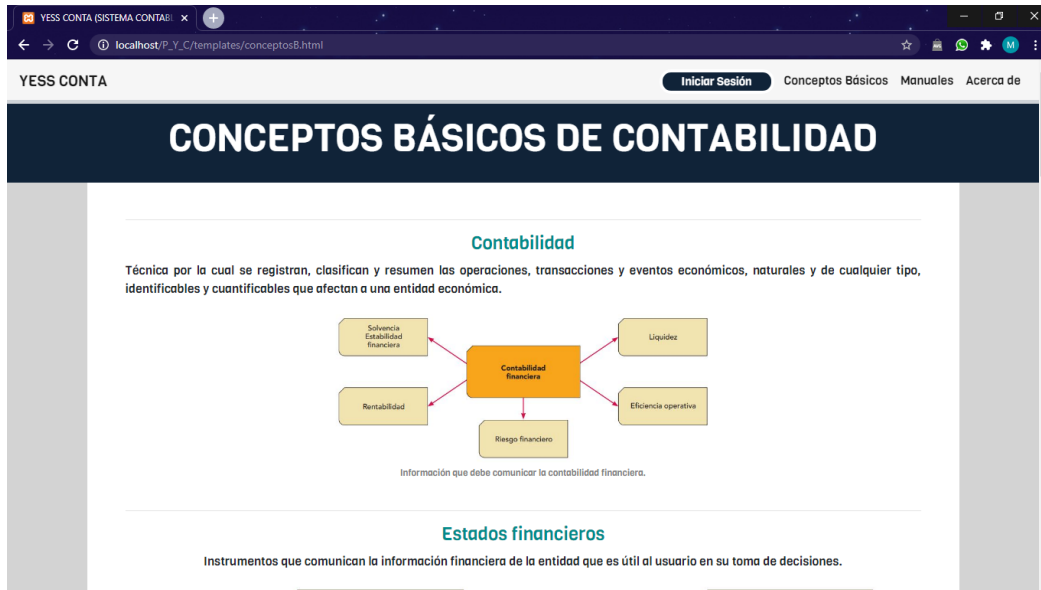 YESS CONTA (SISTEMA CONTABL
localhost/P_Y_C/templates/conceptosB.html
M
YESS CONTA
Iniciar Sesión
Conceptos Básicos
Manuales
Acerca de
CONCEPTOS BÁSICOS DE CONTABILIDAD
Contabilidad
Técnica por la cual se registran, clasifican y resumen las operaciones, transacciones y eventos económicos, naturales y de cualquier tipo,
identificables y cuantificables que afectan a una entidad económica.
Solvencia
Estabilidad
financiera
Liquidez
Contabilidad
financiera
Rentabilidad
Eficiencia operativa
Riesgo financiero
Información que debe comunicar la contabilidad financiera.
Estados financieros
Instrumentos que comunican la información financiera de la entidad que es útil al usuario en su toma de decisiones.